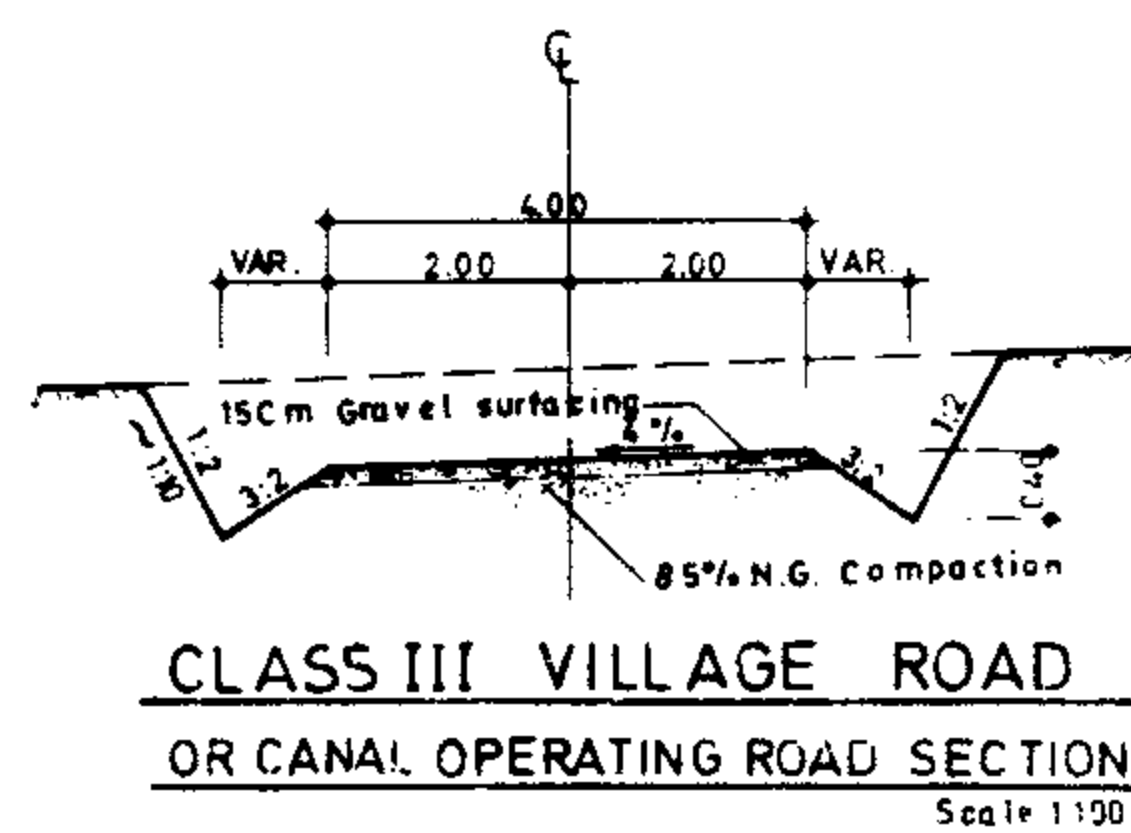 ℄
4.00
VAR. 2.00 2.00 VAR.
15Cm Gravel surfacing
4%
1:2
~1:10
3:2
3:2
1:2
0.40
85% N.G. Compaction
CLASS III VILLAGE ROAD
OR CANAL OPERATING ROAD SECTION
Scale 1:100